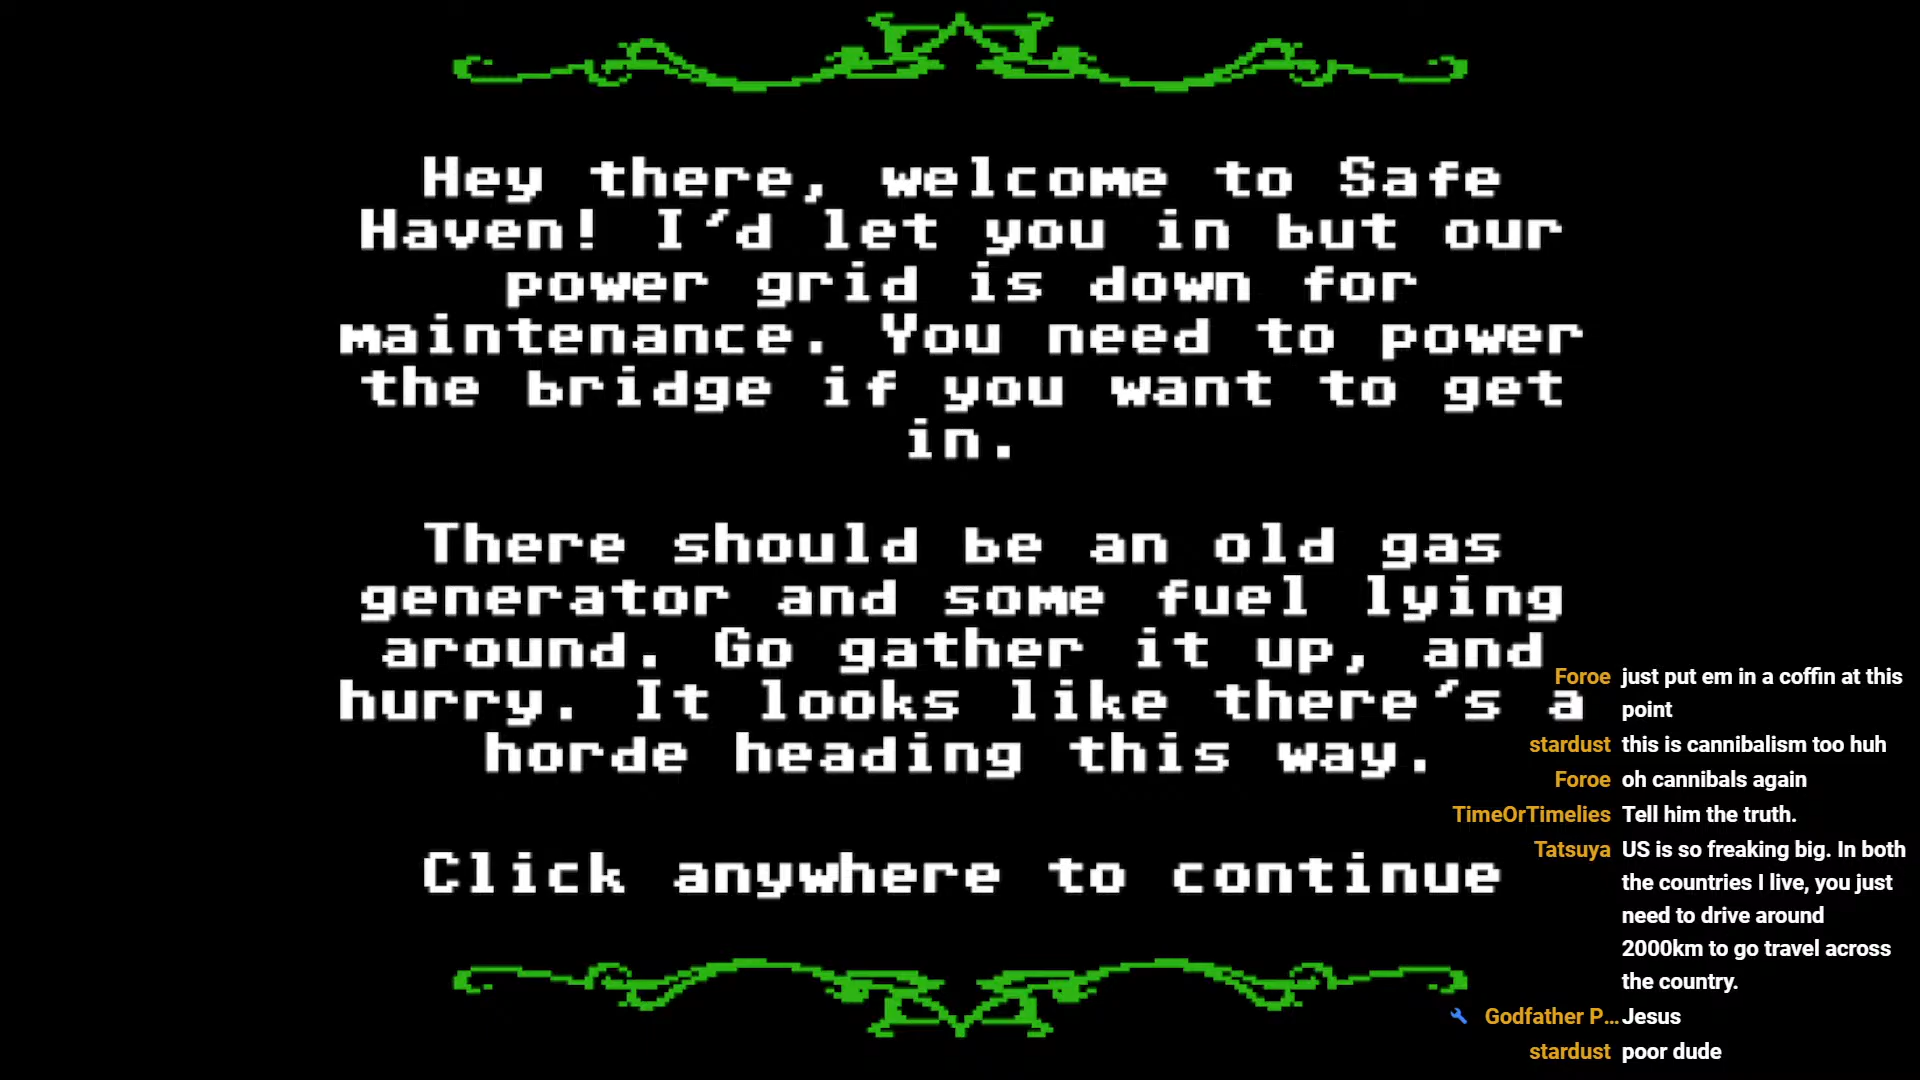 Hey there, welcome to Safe
Haven! I'd let you in but our
power grid is down for
maintenance. You need to power
the bridge if you want to get
in.
There should be an old gas
generator and some fuel lying
around. Go gather it up, and
hurry. It looks like there's a
horde heading this way.
Click anywhere to continue
Foroe just put em in a coffin at this
point
stardust this is cannibalism too huh
Foroe oh cannibals again
TimeOrTimelies Tell him the truth.
Tatsuya US is so freaking big. In both
the countries I live, you just
need to drive around
2000km to go travel across
the country.
Godfather P... Jesus
stardust poor dude